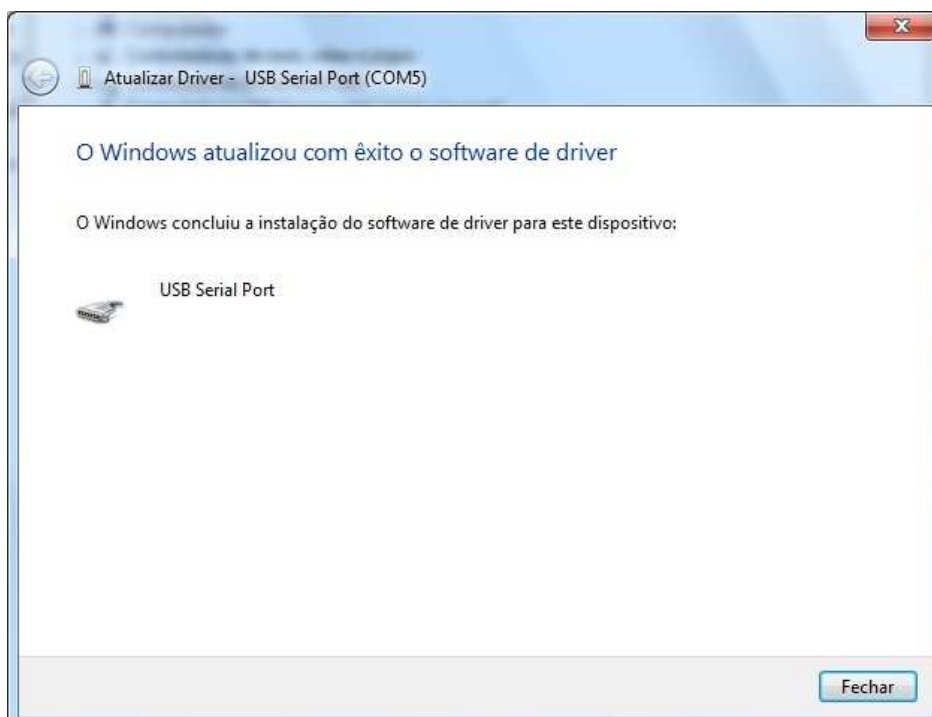 Atualizar Driver - USB Serial Port (COM5)
O Windows atualizou com êxito o software de driver
O Windows concluiu a instalação do software de driver para este dispositivo:
USB Serial Port
Fechar